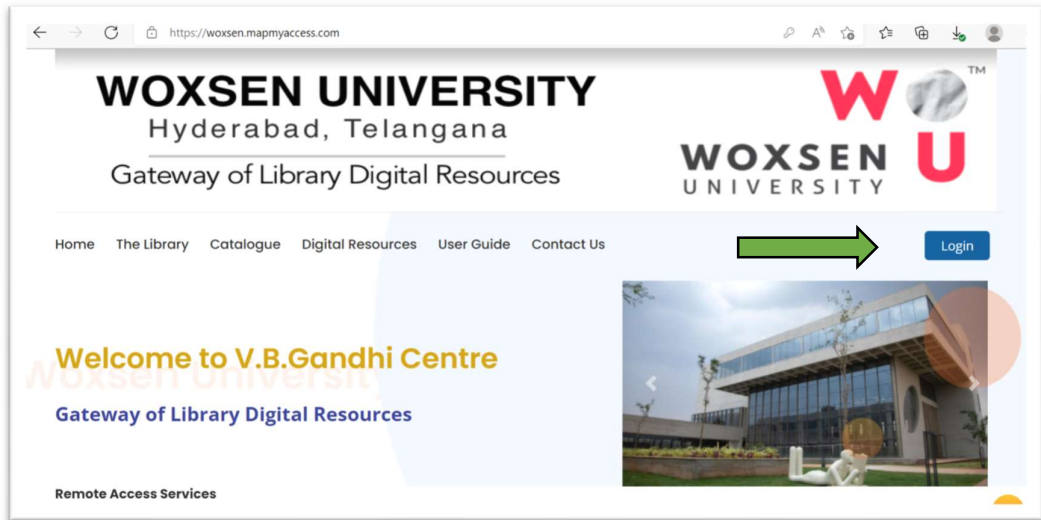 https://woxsen.mapmyaccess.com
WOXSEN UNIVERSITY
Hyderabad, Telangana
Gateway of Library Digital Resources
W U
TM
WOXSEN
UNIVERSITY
Home The Library Catalogue Digital Resources User Guide Contact Us
Login
Woxsen Universit
Welcome to V.B.Gandhi Centre
Gateway of Library Digital Resources
Remote Access Services